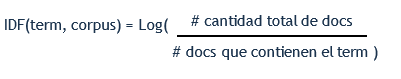 IDF(term, corpus) = Log( # cantidad total de docs
# docs que contienen el term )